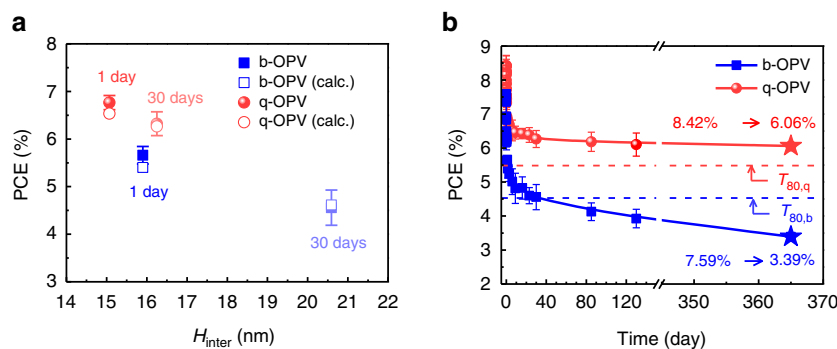 a
8
7
6
5
4
3
PCE (%)
14 15 16 17 18 19 20 21 22
H_inter (nm)
1 day
30 days
1 day
30 days
b-OPV
b-OPV (calc.)
q-OPV
q-OPV (calc.)
b
9
8
7
6
5
4
3
2
PCE (%)
0 40 80 120 350 360 370
Time (day)
b-OPV
q-OPV
8.42% → 6.06%
T80,q
T80,b
7.59% → 3.39%